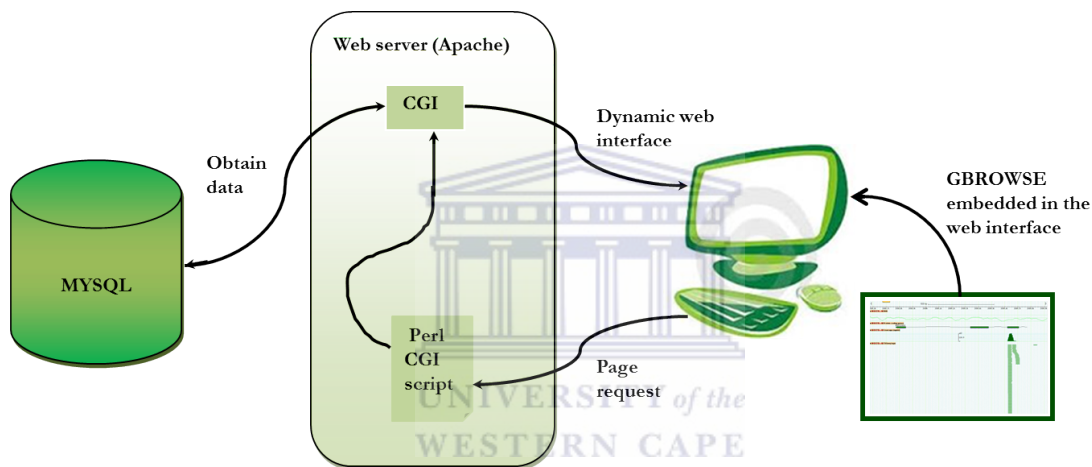 Web server (Apache)
CGI
Dynamic web
interface
Obtain
data
GBROWSE
embedded in the
web interface
MYSQL
Perl
CGI
script
Page
request
UNIVERSITY of the
WESTERN CAPE